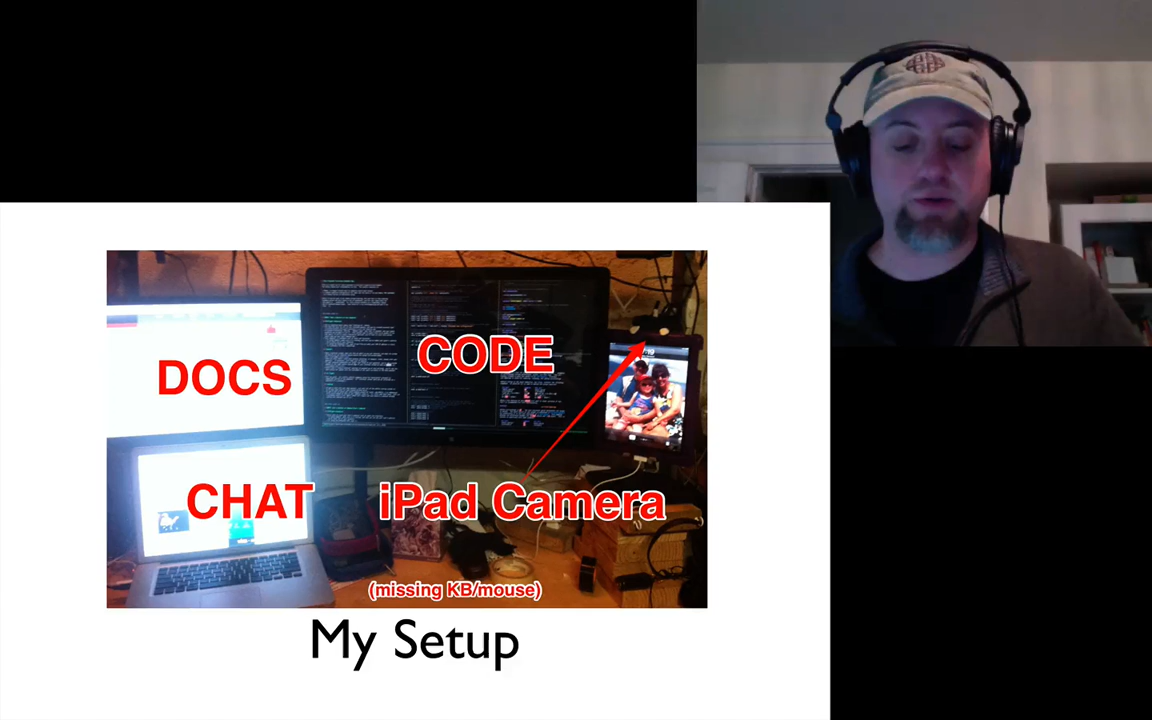 CODE
DOCS
CHAT
iPad Camera
(missing KB/mouse)
My Setup